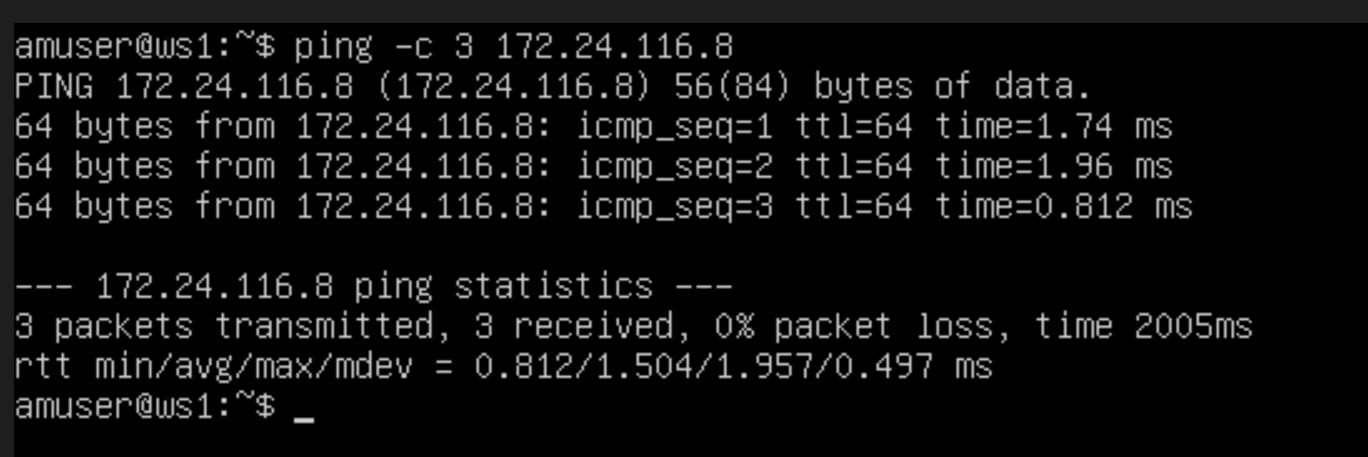 amuser@ws1:~$ ping -c 3 172.24.116.8
PING 172.24.116.8 (172.24.116.8) 56(84) bytes of data.
64 bytes from 172.24.116.8: icmp_seq=1 ttl=64 time=1.74 ms
64 bytes from 172.24.116.8: icmp_seq=2 ttl=64 time=1.96 ms
64 bytes from 172.24.116.8: icmp_seq=3 ttl=64 time=0.812 ms

--- 172.24.116.8 ping statistics ---
3 packets transmitted, 3 received, 0% packet loss, time 2005ms
rtt min/avg/max/mdev = 0.812/1.504/1.957/0.497 ms
amuser@ws1:~$ _